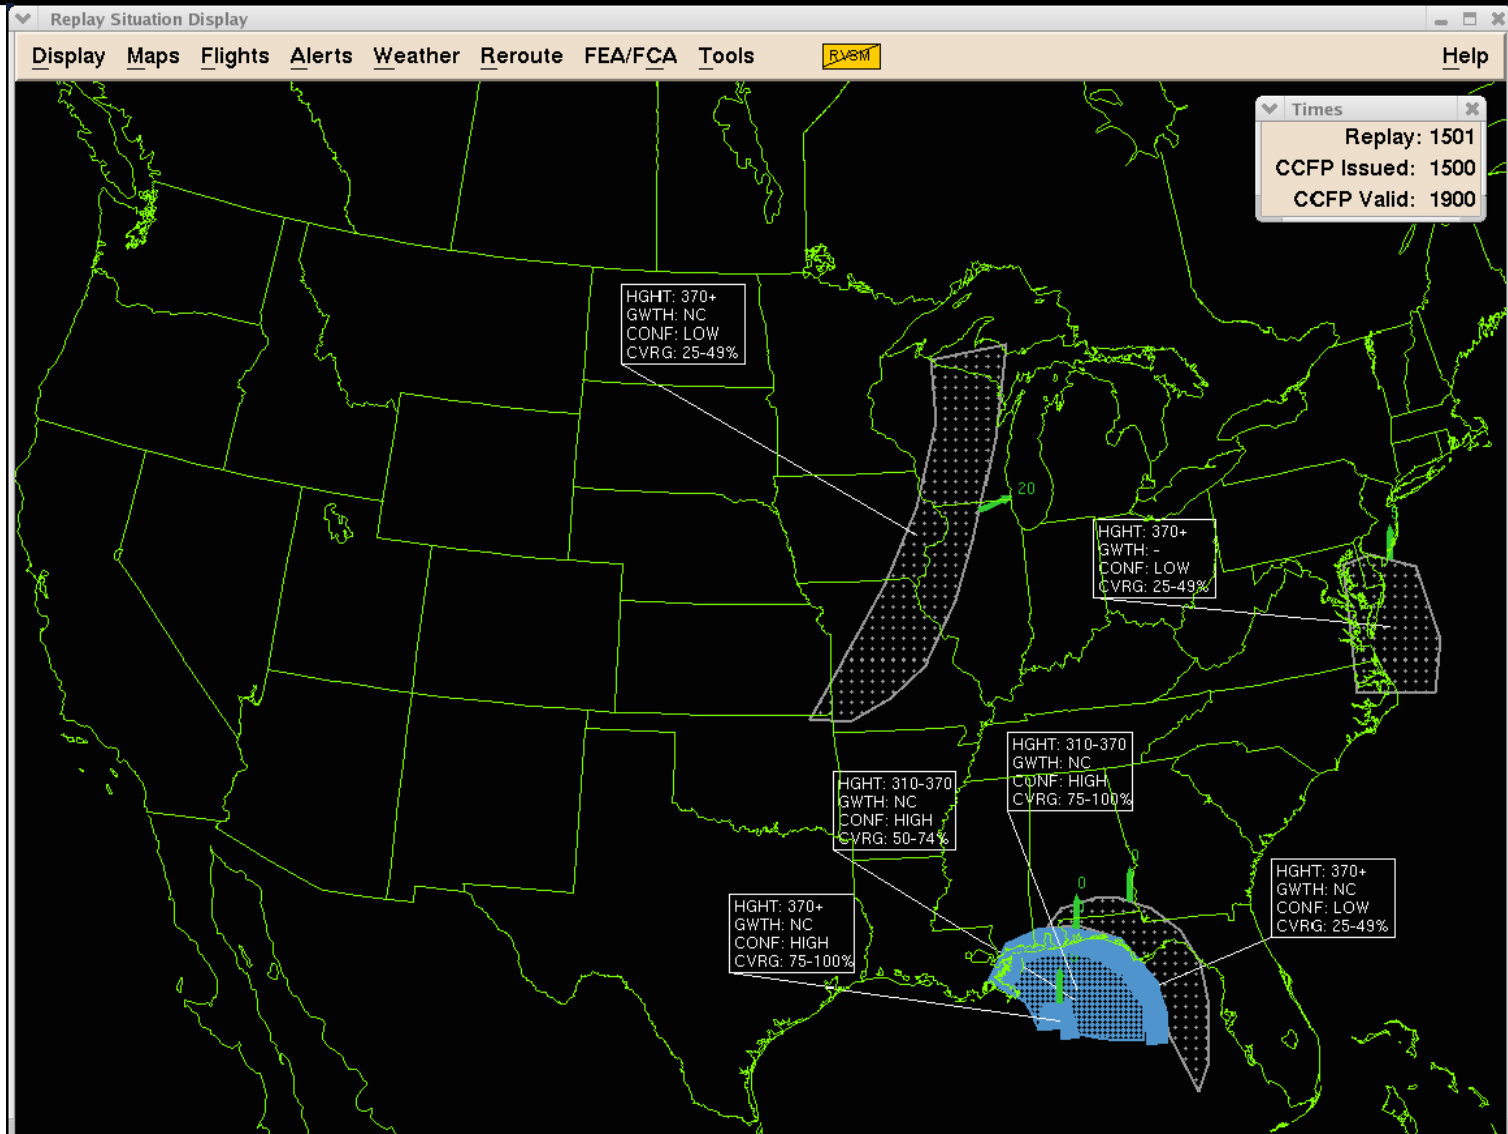 Replay Situation Display
Display Maps Flights Alerts Weather Reroute FEA/FCA Tools RVSM Help
Times
Replay: 1501
CCFP Issued: 1500
CCFP Valid: 1900
HGHT: 370+
GWTH: NC
CONF: LOW
CVRG: 25-49%
20
HGHT: 370+
GWTH: -
CONF: LOW
CVRG: 25-49%
HGHT: 310-370
GWTH: NC
CONF: HIGH
CVRG: 75-100%
HGHT: 310-370
GWTH: NC
CONF: HIGH
CVRG: 50-74%
0
0
HGHT: 370+
GWTH: NC
CONF: LOW
CVRG: 25-49%
HGHT: 370+
GWTH: NC
CONF: HIGH
CVRG: 75-100%